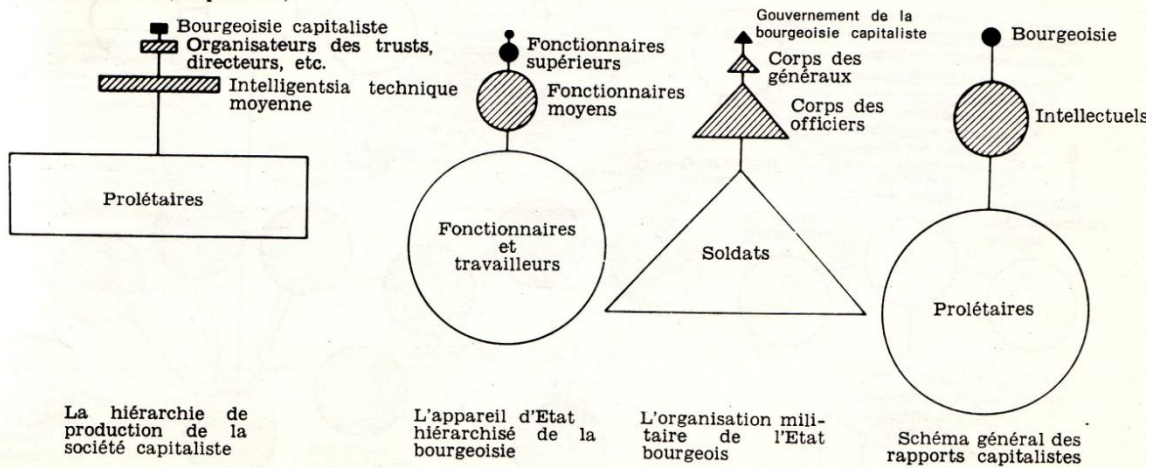 Bourgeoisie capitaliste
Organisateurs des trusts,
directeurs, etc.
Intelligentsia technique
moyenne
Prolétaires
La hiérarchie de
production de la
société capitaliste
Fonctionnaires
supérieurs
Fonctionnaires
moyens
Fonctionnaires
et
travailleurs
L'appareil d'Etat
hiérarchisé de la
bourgeoisie
Gouvernement de la
bourgeoisie capitaliste
Corps des
généraux
Corps des
officiers
Soldats
L'organisation mili-
taire de l'Etat
bourgeois
Bourgeoisie
Intellectuels
Prolétaires
Schéma général des
rapports capitalistes